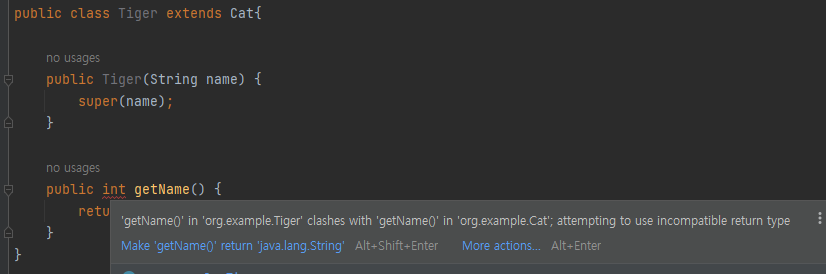 public class Tiger extends Cat{
no usages
public Tiger(String name) {
super(name);
}
no usages
public int getName() {
retu
'getName()' in 'org.example.Tiger' clashes with 'getName()' in 'org.example.Cat'; attempting to use incompatible return type
Make 'getName()' return 'java.lang.String' Alt+Shift+Enter More actions... Alt+Enter
}
}